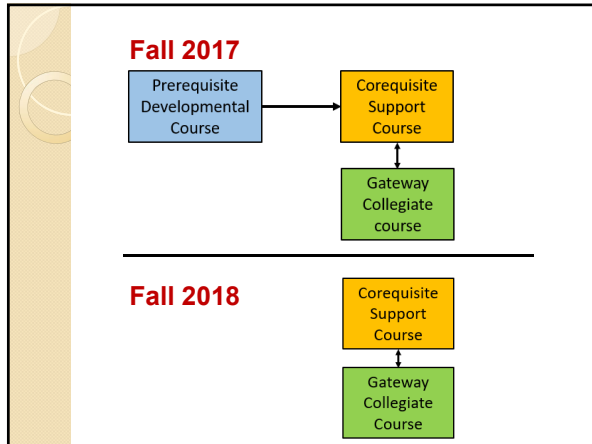 Fall 2017
Prerequisite
Developmental
Course
Corequisite
Support
Course
Gateway
Collegiate
course
Fall 2018
Corequisite
Support
Course
Gateway
Collegiate
Course